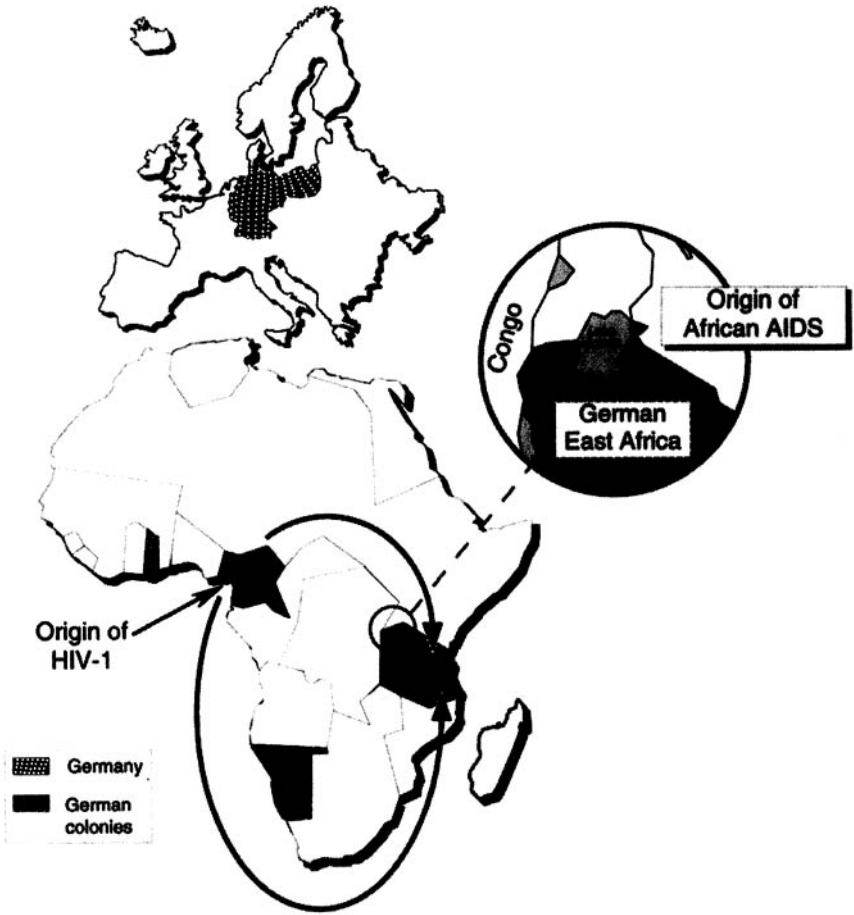 Origin of
African AIDS
Congo
German
East Africa
Origin of
HIV-1
Germany
German
colonies